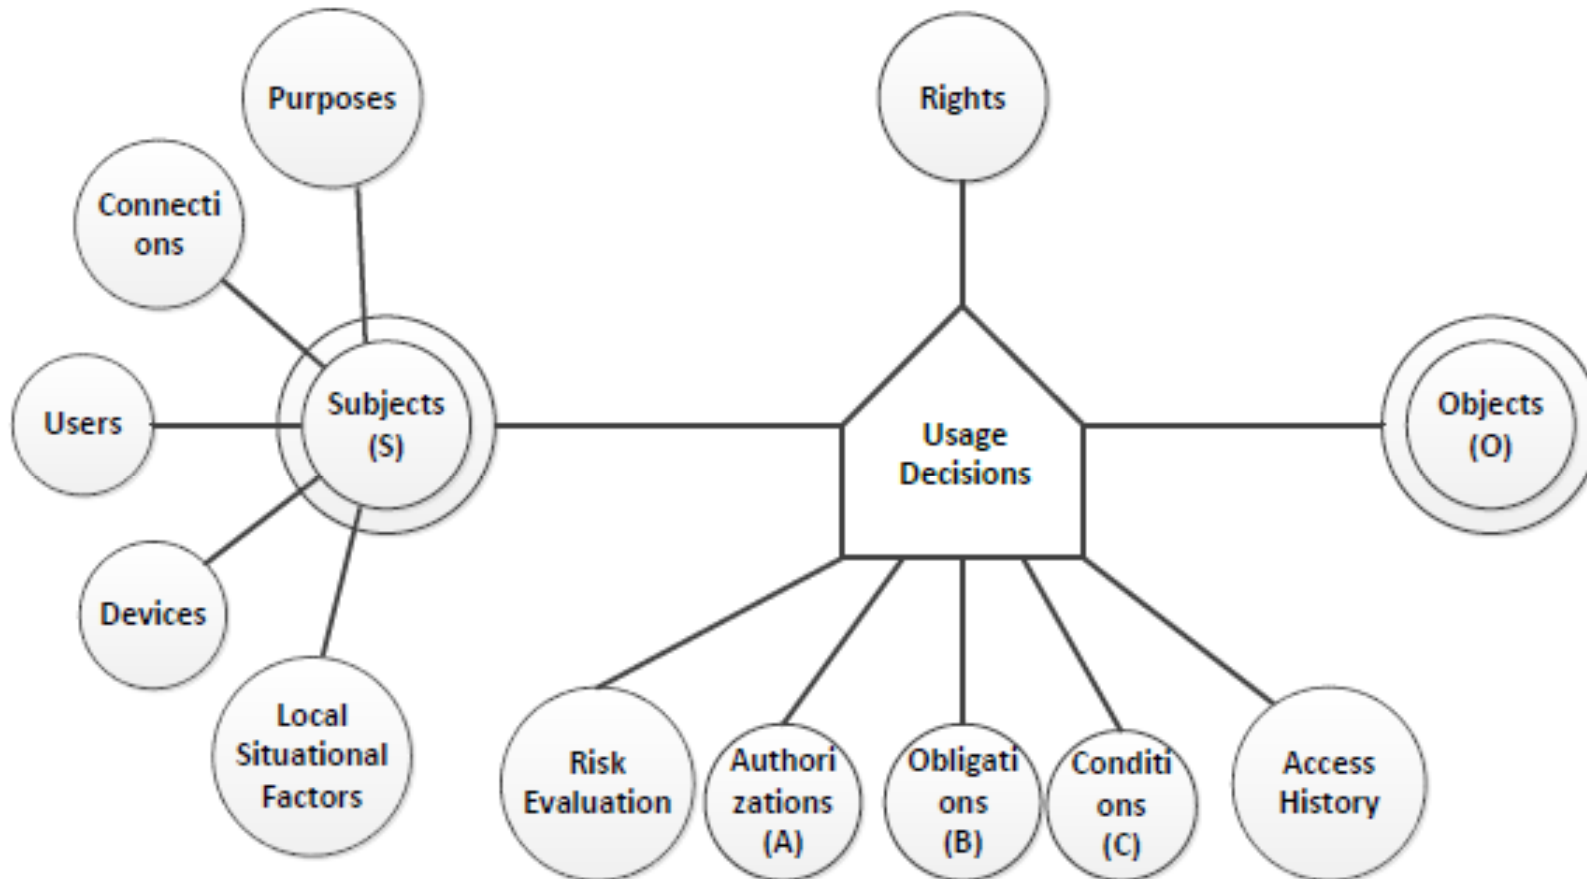 Purposes
Rights
Connecti
ons
Users
Subjects
(S)
Usage
Decisions
Objects
(O)
Devices
Local
Situational
Factors
Risk
Evaluation
Authori
zations
(A)
Obligati
ons
(B)
Conditi
ons
(C)
Access
History